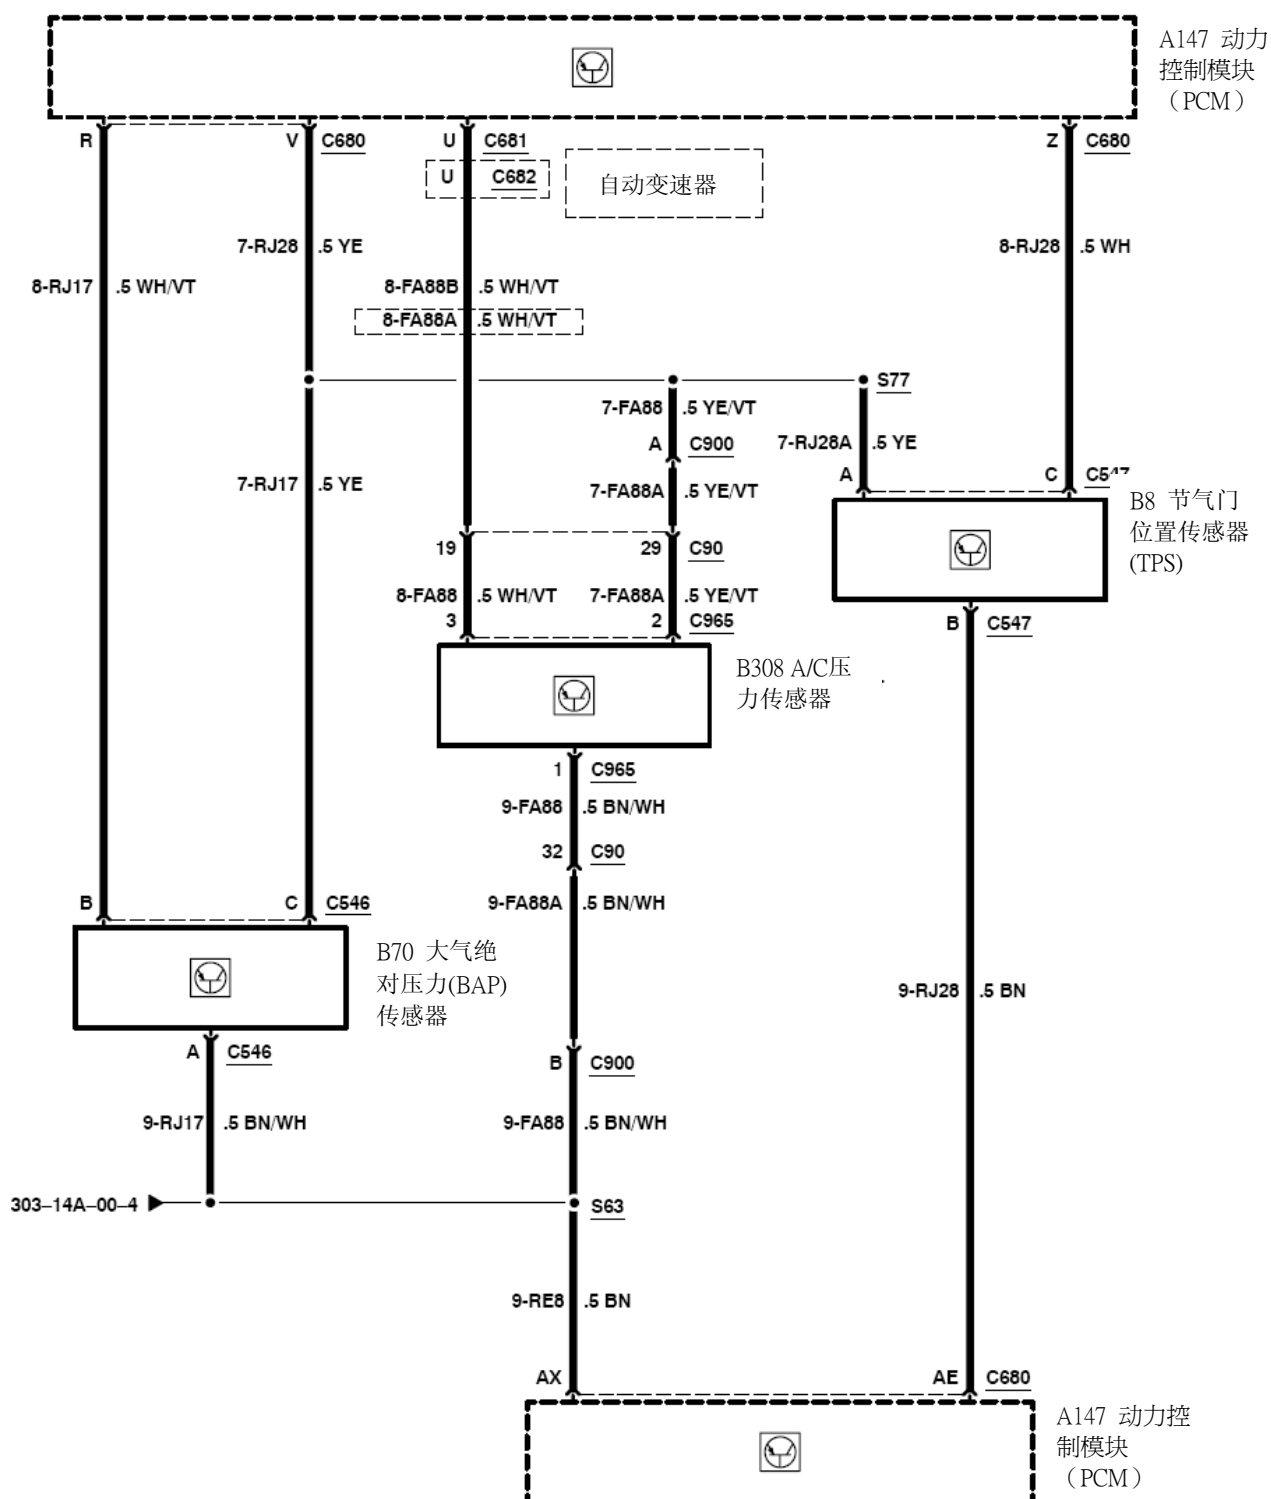 A147 动力
控制模块
（PCM）
R
V
C680
U
C681
Z
C680
U
C682
自动变速器
7-RJ28
.5 YE
8-RJ28
.5 WH
8-RJ17
.5 WH/VT
8-FA88B
.5 WH/VT
8-FA88A
.5 WH/VT
S77
7-FA88
.5 YE/VT
A
C900
7-RJ28A
.5 YE
7-RJ17
.5 YE
7-FA88A
.5 YE/VT
A
C
B8 节气门
位置传感器
(TPS)
19
29
C90
8-FA88
.5 WH/VT
7-FA88A
.5 YE/VT
3
2
C965
B
C547
B308 A/C压
力传感器
1
C965
9-FA88
.5 BN/WH
32
C90
9-FA88A
.5 BN/WH
B
C
C546
B70 大气绝
对压力(BAP)
传感器
9-RJ28
.5 BN
A
C546
B
C900
9-RJ17
.5 BN/WH
9-FA88
.5 BN/WH
303–14A–00–4
S63
9-RE8
.5 BN
AX
AE
C680
A147 动力控
制模块
（PCM）